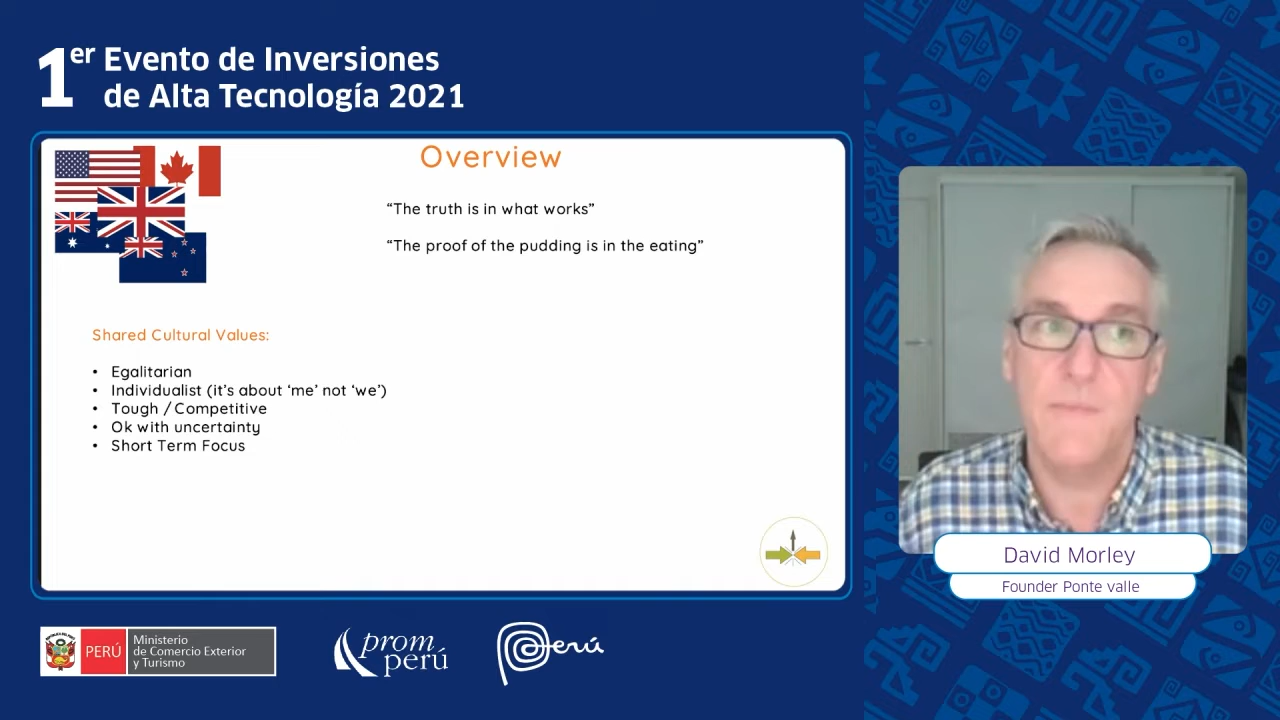 1er Evento de Inversiones
de Alta Tecnología 2021
Overview
“The truth is in what works”
“The proof of the pudding is in the eating”
Shared Cultural Values:
• Egalitarian
• Individualist (it’s about ‘me’ not ‘we’)
• Tough / Competitive
• Ok with uncertainty
• Short Term Focus
David Morley
Founder Ponte valle
PERÚ
Ministerio
de Comercio Exterior
y Turismo
prom
perú
Perú